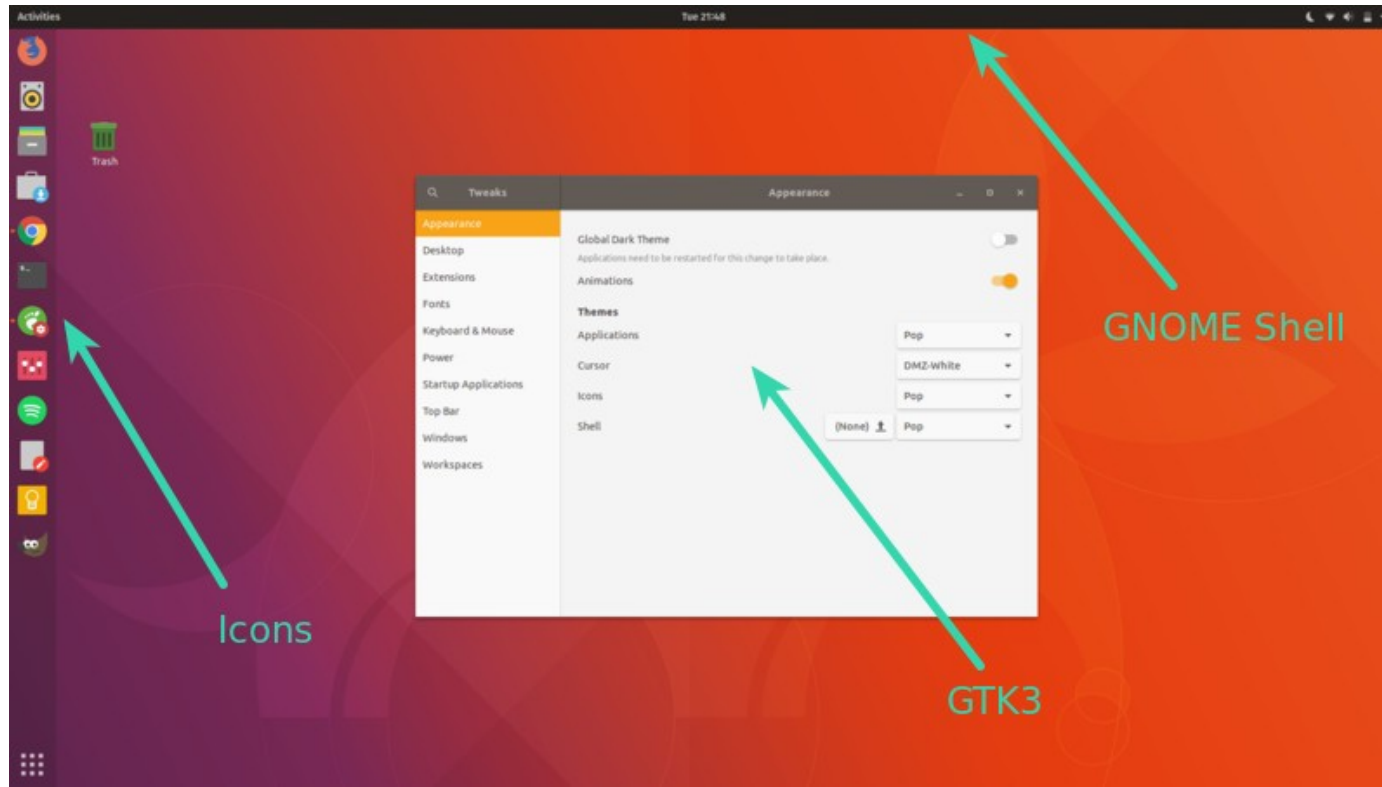 Activities
Tue 21:48
Trash
Tweaks
Appearance
Appearance
Desktop
Extensions
Fonts
Keyboard & Mouse
Power
Startup Applications
Top Bar
Windows
Workspaces
Global Dark Theme
Applications need to be restarted for this change to take place.
Animations
Themes
Applications
Pop
Cursor
DMZ-White
Icons
Pop
Shell
(None)
Pop
GNOME Shell
Icons
GTK3